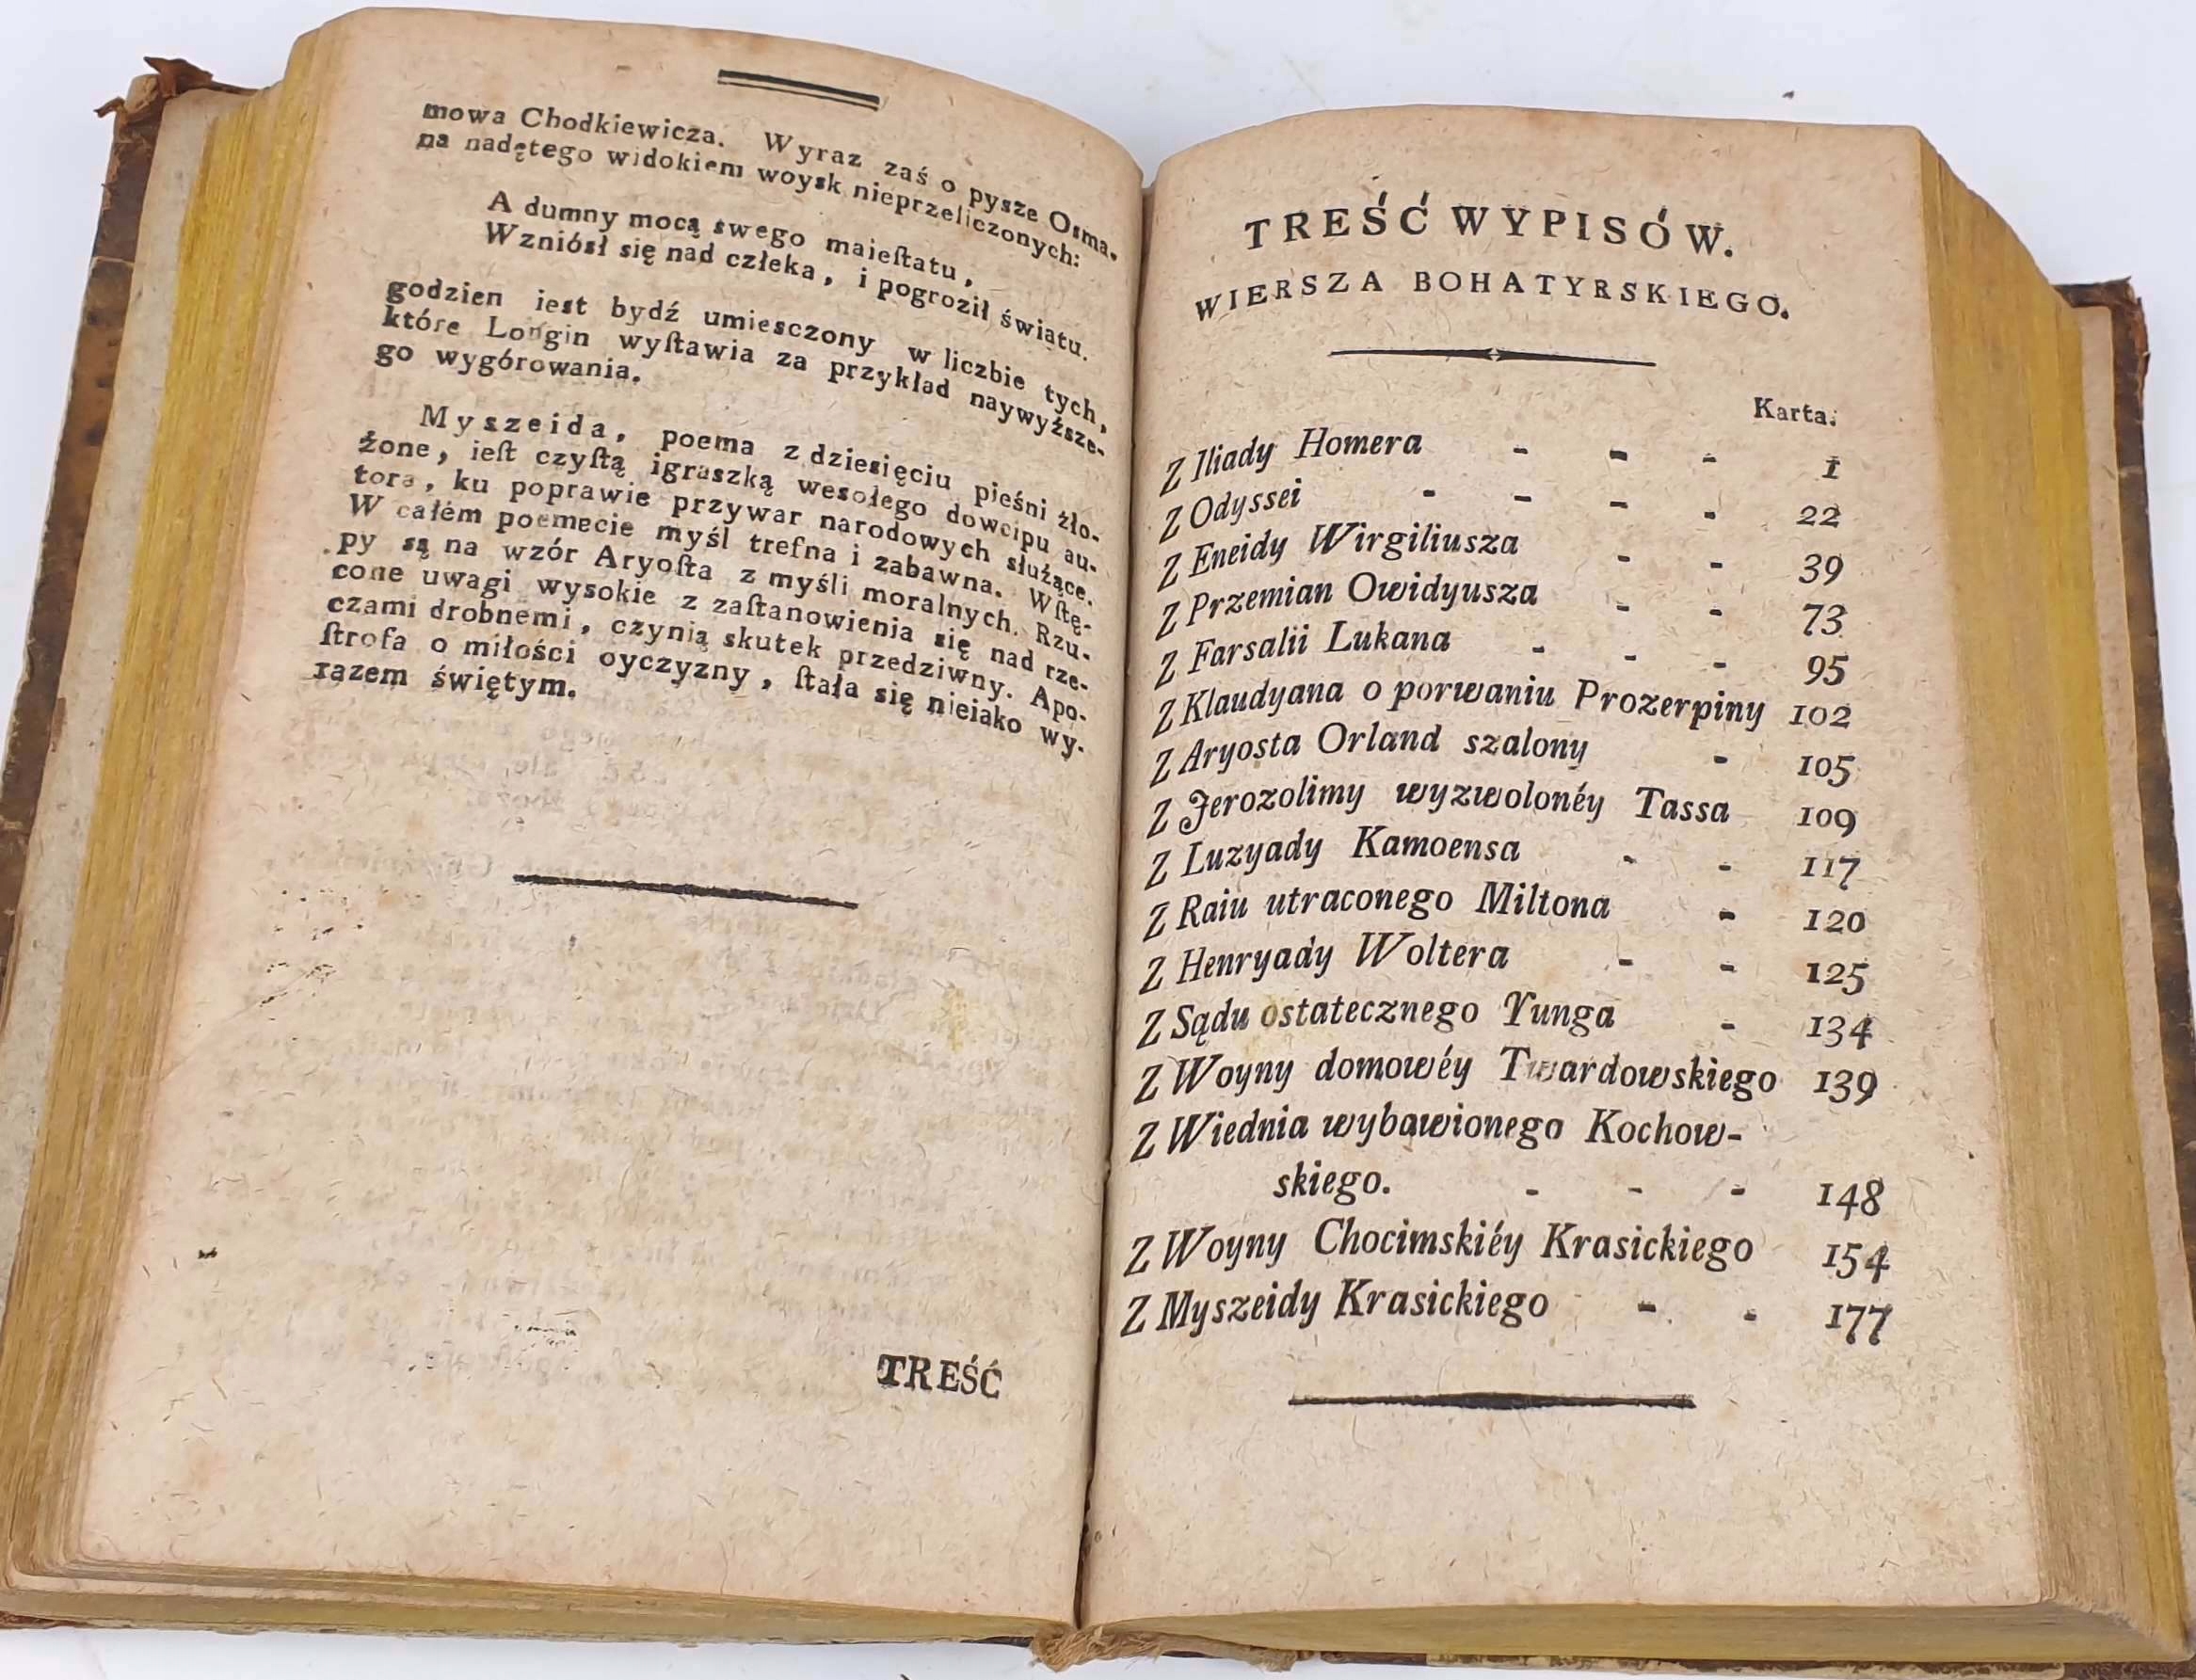 mowa Chodkiewicza. Wyraz zaś o pysze Osma-
na nadętego widokiem woysk nieprzeliczonych:
A dumny mocą swego maieſtatu,
Wzniósł się nad człeka, i pogroził światu.
godzien iest bydź umiesczony w liczbie tych,
które Longin wyſtawia za przykład naywyższe-
go wygórowania.
Myszeida, poema z dziesięciu pieśni zło-
żone, ieſt czyſtą igraszką wesołego dowcipu au-
tora, ku poprawie przywar narodowych służące.
W całém poemecie myśl trefna i zabawna. Wſtę-
py są na wzór Aryoſta z myśli moralnych. Rzu-
cone uwagi wysokie z zaſtanowienia się nad rze-
czami drobnemi, czynią skutek przedziwny. Apo-
ſtrofa o miłości oyczyzny, ſtała się nieiako wy-
razem świętym.
TREŚĆ
TREŚĆ WYPISÓW.
WIERSZA BOHATYRSKIEGO.
Karta.
Z Iliady Homera - - - 1
Z Odyssei - - - - 22
Z Eneidy Wirgiliusza - - 39
Z Przemian Owidyusza - - 73
Z Farsalii Lukana - - - 95
Z Klaudyana o porwaniu Prozerpiny 102
Z Aryosta Orland szalony - 105
Z Jerozolimy wyzwolonéy Tassa 109
Z Luzyady Kamoensa - - 117
Z Raiu utraconego Miltona - 120
Z Henryady Woltera - - 125
Z Sądu ostatecznego Yunga - 134
Z Woyny domowéy Twardowskiego 139
Z Wiednia wybawionego Kochow-
skiego. - - - 148
Z Woyny Chocimskiéy Krasickiego 154
Z Myszeidy Krasickiego - - 177